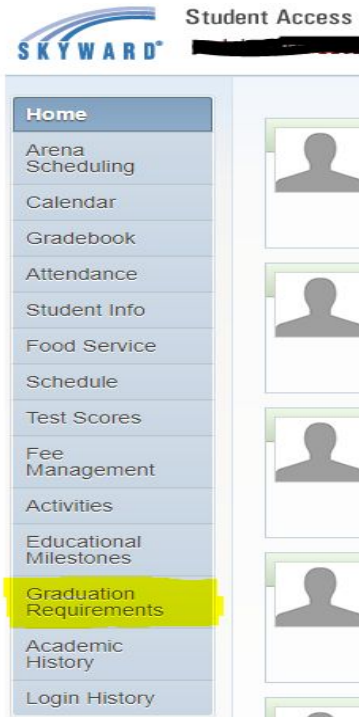 Student Access
SKYWARD®
Home
Arena
Scheduling
Calendar
Gradebook
Attendance
Student Info
Food Service
Schedule
Test Scores
Fee
Management
Activities
Educational
Milestones
Graduation
Requirements
Academic
History
Login History